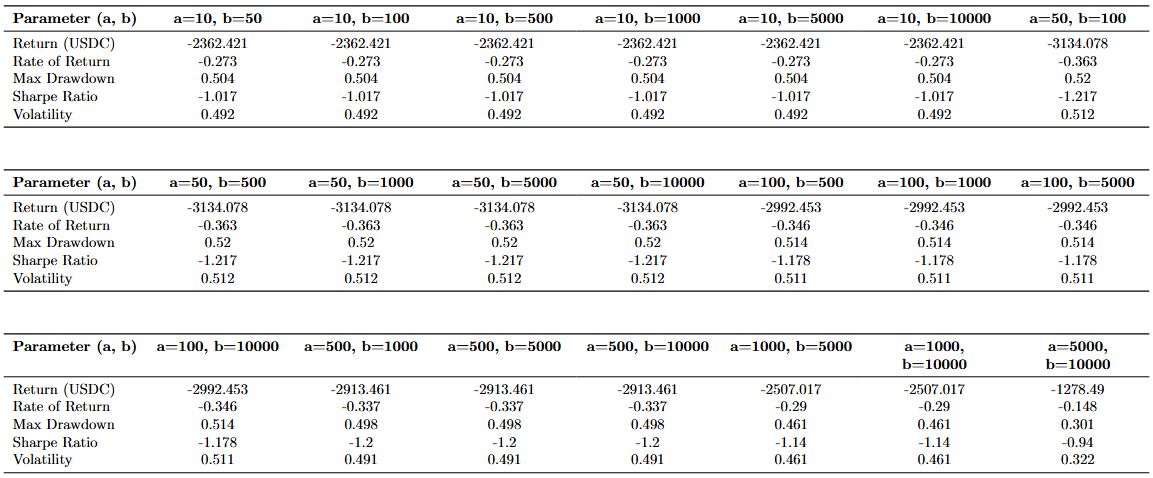 Parameter (a, b) a=10, b=50 a=10, b=100 a=10, b=500 a=10, b=1000 a=10, b=5000 a=10, b=10000 a=50, b=100
Return (USDC) -2362.421 -2362.421 -2362.421 -2362.421 -2362.421 -2362.421 -3134.078
Rate of Return -0.273 -0.273 -0.273 -0.273 -0.273 -0.273 -0.363
Max Drawdown 0.504 0.504 0.504 0.504 0.504 0.504 0.52
Sharpe Ratio -1.017 -1.017 -1.017 -1.017 -1.017 -1.017 -1.217
Volatility 0.492 0.492 0.492 0.492 0.492 0.492 0.512
Parameter (a, b) a=50, b=500 a=50, b=1000 a=50, b=5000 a=50, b=10000 a=100, b=500 a=100, b=1000 a=100, b=5000
Return (USDC) -3134.078 -3134.078 -3134.078 -3134.078 -2992.453 -2992.453 -2992.453
Rate of Return -0.363 -0.363 -0.363 -0.363 -0.346 -0.346 -0.346
Max Drawdown 0.52 0.52 0.52 0.52 0.514 0.514 0.514
Sharpe Ratio -1.217 -1.217 -1.217 -1.217 -1.178 -1.178 -1.178
Volatility 0.512 0.512 0.512 0.512 0.511 0.511 0.511
Parameter (a, b) a=100, b=10000 a=500, b=1000 a=500, b=5000 a=500, b=10000 a=1000, b=5000 a=1000, a=5000,
b=10000 b=10000
Return (USDC) -2992.453 -2913.461 -2913.461 -2913.461 -2507.017 -2507.017 -1278.49
Rate of Return -0.346 -0.337 -0.337 -0.337 -0.29 -0.29 -0.148
Max Drawdown 0.514 0.498 0.498 0.498 0.461 0.461 0.301
Sharpe Ratio -1.178 -1.2 -1.2 -1.2 -1.14 -1.14 -0.94
Volatility 0.511 0.491 0.491 0.491 0.461 0.461 0.322